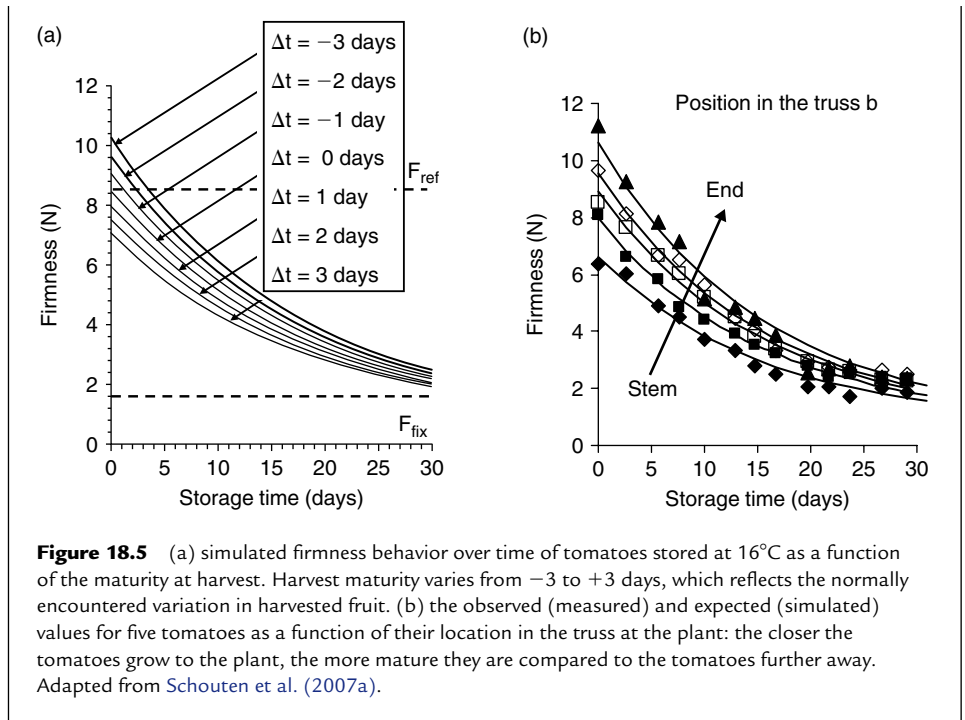 (a)
Δt = −3 days
Δt = −2 days
Δt = −1 day
Δt = 0 days
Δt = 1 day
Δt = 2 days
Δt = 3 days
F_ref
F_fix
12
10
8
6
4
2
0
Firmness (N)
0 5 10 15 20 25 30
Storage time (days)
(b)
Position in the truss b
End
Stem
12
10
8
6
4
2
0
Firmness (N)
0 5 10 15 20 25 30
Storage time (days)
Figure 18.5 (a) simulated firmness behavior over time of tomatoes stored at 16°C as a function
of the maturity at harvest. Harvest maturity varies from −3 to +3 days, which reflects the normally
encountered variation in harvested fruit. (b) the observed (measured) and expected (simulated)
values for five tomatoes as a function of their location in the truss at the plant: the closer the
tomatoes grow to the plant, the more mature they are compared to the tomatoes further away.
Adapted from Schouten et al. (2007a).